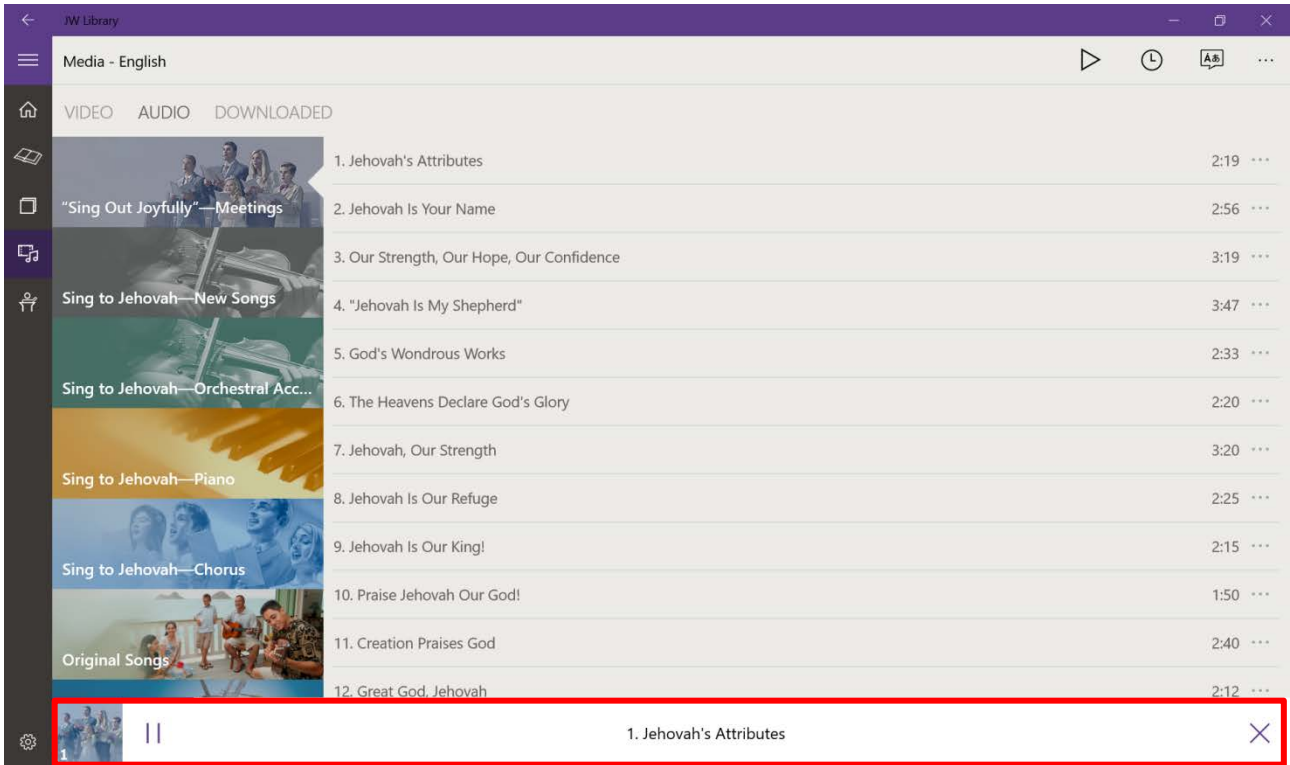 JW Library
Media - English
VIDEO AUDIO DOWNLOADED
"Sing Out Joyfully"—Meetings
Sing to Jehovah—New Songs
Sing to Jehovah—Orchestral Acc...
Sing to Jehovah—Piano
Sing to Jehovah—Chorus
Original Songs
1. Jehovah's Attributes 2:19 ...
2. Jehovah Is Your Name 2:56 ...
3. Our Strength, Our Hope, Our Confidence 3:19 ...
4. "Jehovah Is My Shepherd" 3:47 ...
5. God's Wondrous Works 2:33 ...
6. The Heavens Declare God's Glory 2:20 ...
7. Jehovah, Our Strength 3:20 ...
8. Jehovah Is Our Refuge 2:25 ...
9. Jehovah Is Our King! 2:15 ...
10. Praise Jehovah Our God! 1:50 ...
11. Creation Praises God 2:40 ...
12. Great God, Jehovah 2:12 ...
1
1. Jehovah's Attributes